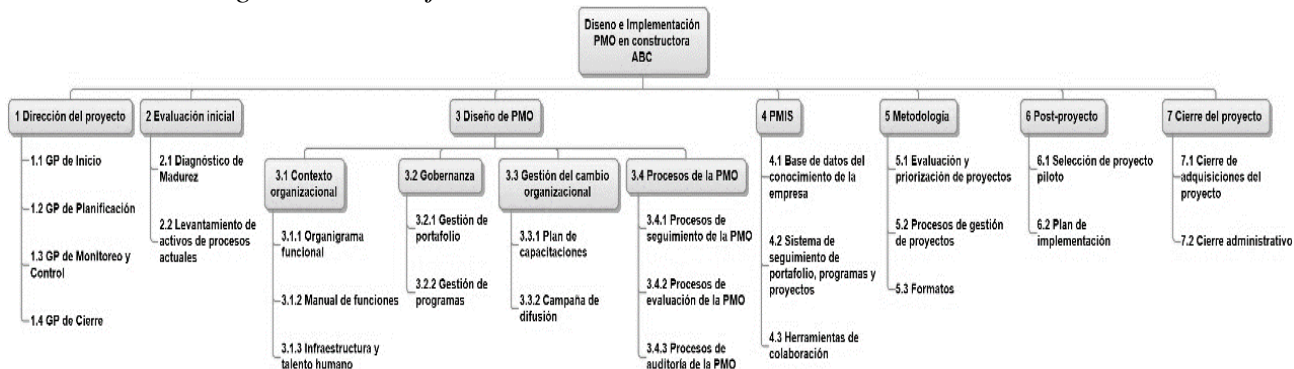 Diseno e Implementación
PMO en constructora
ABC
1 Dirección del proyecto
1.1 GP de Inicio
1.2 GP de Planificación
1.3 GP de Monitoreo y
Control
1.4 GP de Cierre
2 Evaluación inicial
2.1 Diagnóstico de
Madurez
2.2 Levantamiento de
activos de procesos
actuales
3 Diseño de PMO
3.1 Contexto
organizacional
3.1.1 Organigrama
funcional
3.1.2 Manual de funciones
3.1.3 Infraestructura y
talento humano
3.2 Gobernanza
3.2.1 Gestión de
portafolio
3.2.2 Gestión de
programas
3.3 Gestión del cambio
organizacional
3.3.1 Plan de
capacitaciones
3.3.2 Campaña de
difusión
3.4 Procesos de la PMO
3.4.1 Procesos de
seguimiento de la PMO
3.4.2 Procesos de
evaluación de la PMO
3.4.3 Procesos de
auditoría de la PMO
4 PMIS
4.1 Base de datos del
conocimiento de la
empresa
4.2 Sistema de
seguimiento de
portafolio, programas y
proyectos
4.3 Herramientas de
colaboración
5 Metodología
5.1 Evaluación y
priorización de proyectos
5.2 Procesos de gestión
de proyectos
5.3 Formatos
6 Post-proyecto
6.1 Selección de proyecto
piloto
6.2 Plan de
implementación
7 Cierre del proyecto
7.1 Cierre de
adquisiciones del
proyecto
7.2 Cierre administrativo